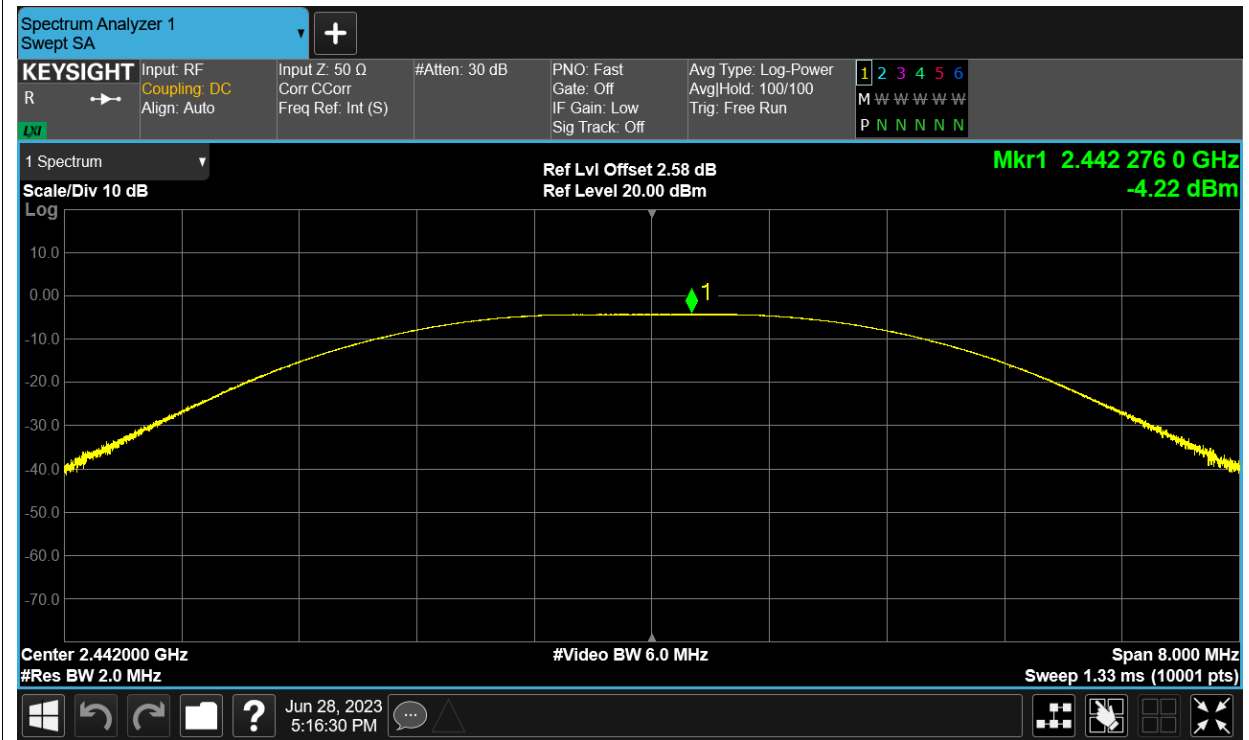 Spectrum Analyzer 1
Swept SA
+
KEYSIGHT
R
LXI
Input: RF
Coupling: DC
Align: Auto
Input Z: 50 Ω
Corr CCorr
Freq Ref: Int (S)
#Atten: 30 dB
PNO: Fast
Gate: Off
IF Gain: Low
Sig Track: Off
Avg Type: Log-Power
Avg|Hold: 100/100
Trig: Free Run
1 2 3 4 5 6
M W W W W W
P N N N N N
1 Spectrum
Scale/Div 10 dB
Ref Lvl Offset 2.58 dB
Ref Level 20.00 dBm
Mkr1 2.442 276 0 GHz
-4.22 dBm
Log
10.0
0.00
1
-10.0
-20.0
-30.0
-40.0
-50.0
-60.0
-70.0
Center 2.442000 GHz
#Res BW 2.0 MHz
#Video BW 6.0 MHz
Span 8.000 MHz
Sweep 1.33 ms (10001 pts)
?
Jun 28, 2023
5:16:30 PM